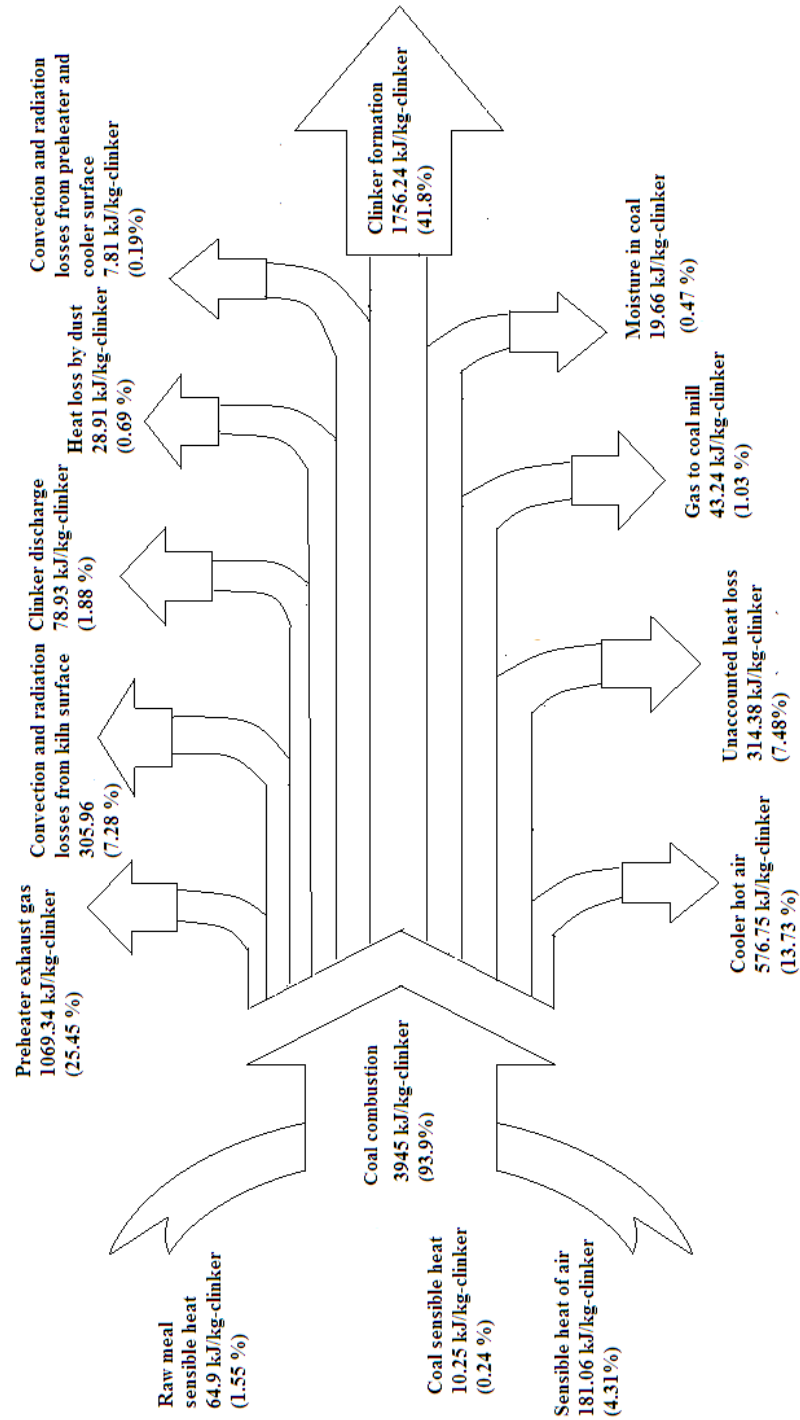 Raw meal
sensible heat
64.9 kJ/kg-clinker
(1.55 %)
Coal sensible heat
10.25 kJ/kg-clinker
(0.24 %)
Sensible heat of air
181.06 kJ/kg-clinker
(4.31%)
Coal combustion
3945 kJ/kg-clinker
(93.9%)
Preheater exhaust gas
1069.34 kJ/kg-clinker
(25.45 %)
Convection and radiation
losses from kiln surface
305.96
(7.28 %)
Clinker discharge
78.93 kJ/kg-clinker
(1.88 %)
Heat loss by dust
28.91 kJ/kg-clinker
(0.69 %)
Convection and radiation
losses from preheater and
cooler surface
7.81 kJ/kg-clinker
(0.19%)
Clinker formation
1756.24 kJ/kg-clinker
(41.8%)
Cooler hot air
576.75 kJ/kg-clinker
(13.73 %)
Unaccounted heat loss
314.38 kJ/kg-clinker
(7.48%)
Gas to coal mill
43.24 kJ/kg-clinker
(1.03 %)
Moisture in coal
19.66 kJ/kg-clinker
(0.47 %)